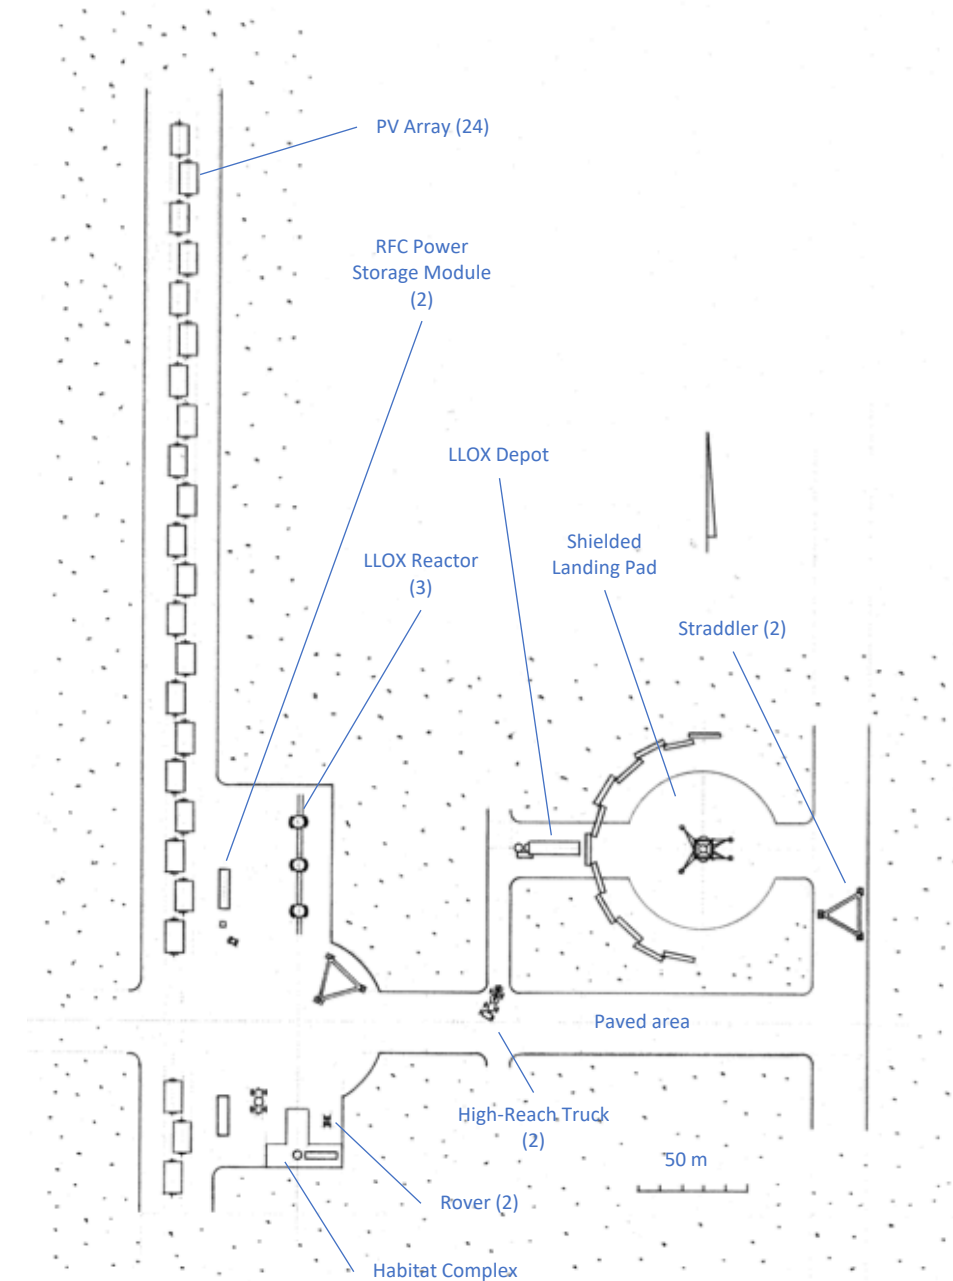 PV Array (24)
RFC Power
Storage Module
(2)
LLOX Depot
LLOX Reactor
(3)
Shielded
Landing Pad
Straddler (2)
Paved area
High-Reach Truck
(2)
50 m
Rover (2)
Habitat Complex